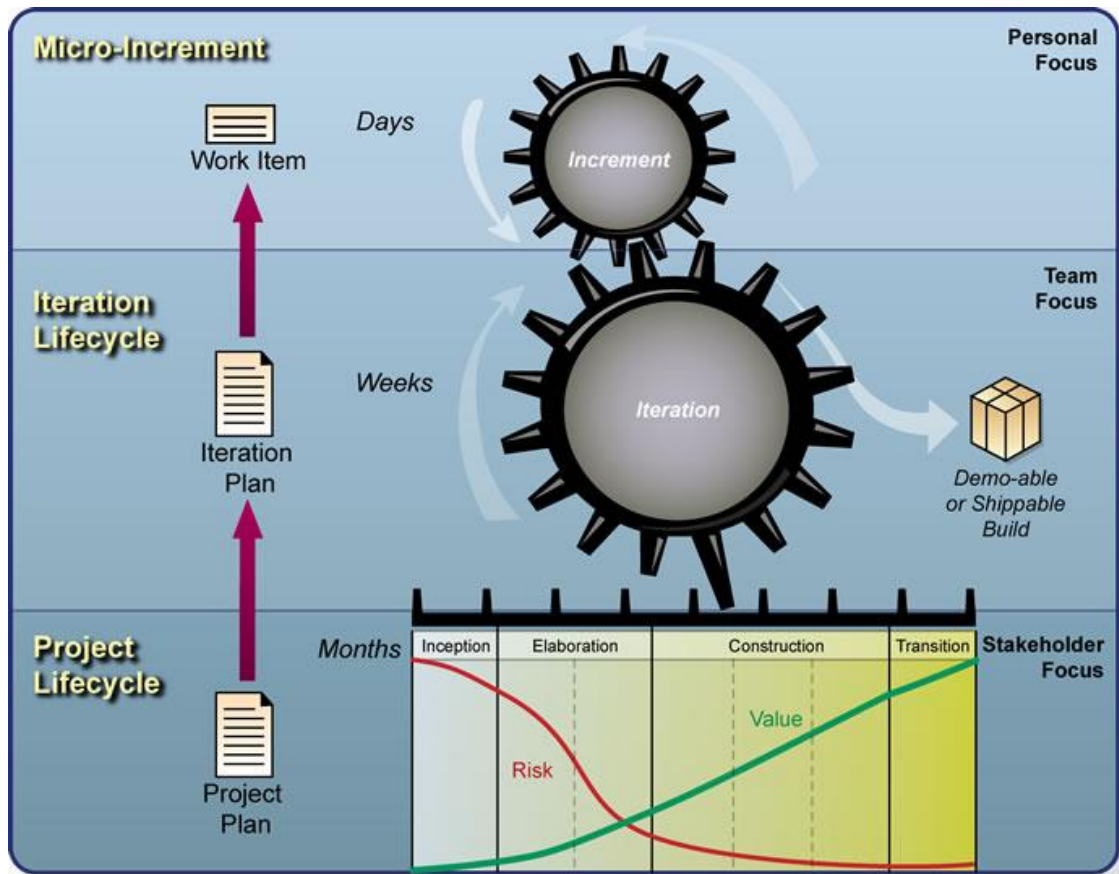 Micro-Increment
Personal
Focus
Days
Work Item
Increment
Iteration
Lifecycle
Team
Focus
Weeks
Iteration
Plan
Iteration
Demo-able
or Shippable
Build
Project
Lifecycle
Months
Inception
Elaboration
Construction
Transition
Stakeholder
Focus
Value
Risk
Project
Plan